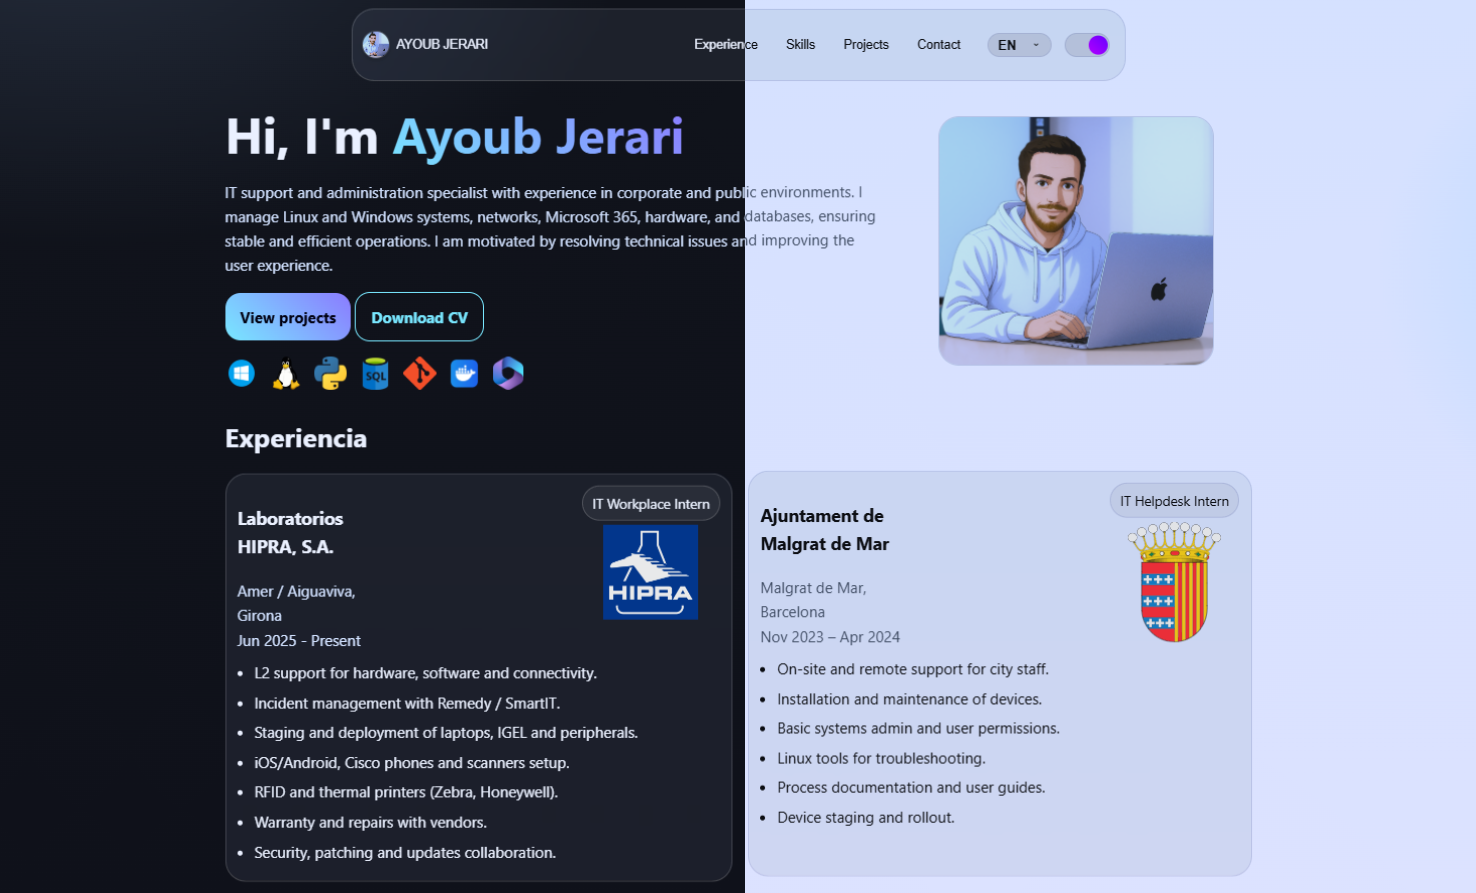 AYOUB JERARI
Experience
Skills
Projects
Contact
EN
Hi, I'm Ayoub Jerari
IT support and administration specialist with experience in corporate and public environments. I
manage Linux and Windows systems, networks, Microsoft 365, hardware, and databases, ensuring
stable and efficient operations. I am motivated by resolving technical issues and improving the
user experience.
View projects
Download CV
SQL
Experiencia
IT Workplace Intern
Laboratorios
HIPRA, S.A.
HIPRA
Amer / Aiguaviva,
Girona
Jun 2025 - Present
• L2 support for hardware, software and connectivity.
• Incident management with Remedy / SmartIT.
• Staging and deployment of laptops, IGEL and peripherals.
• iOS/Android, Cisco phones and scanners setup.
• RFID and thermal printers (Zebra, Honeywell).
• Warranty and repairs with vendors.
• Security, patching and updates collaboration.
IT Helpdesk Intern
Ajuntament de
Malgrat de Mar
Malgrat de Mar,
Barcelona
Nov 2023 – Apr 2024
• On-site and remote support for city staff.
• Installation and maintenance of devices.
• Basic systems admin and user permissions.
• Linux tools for troubleshooting.
• Process documentation and user guides.
• Device staging and rollout.